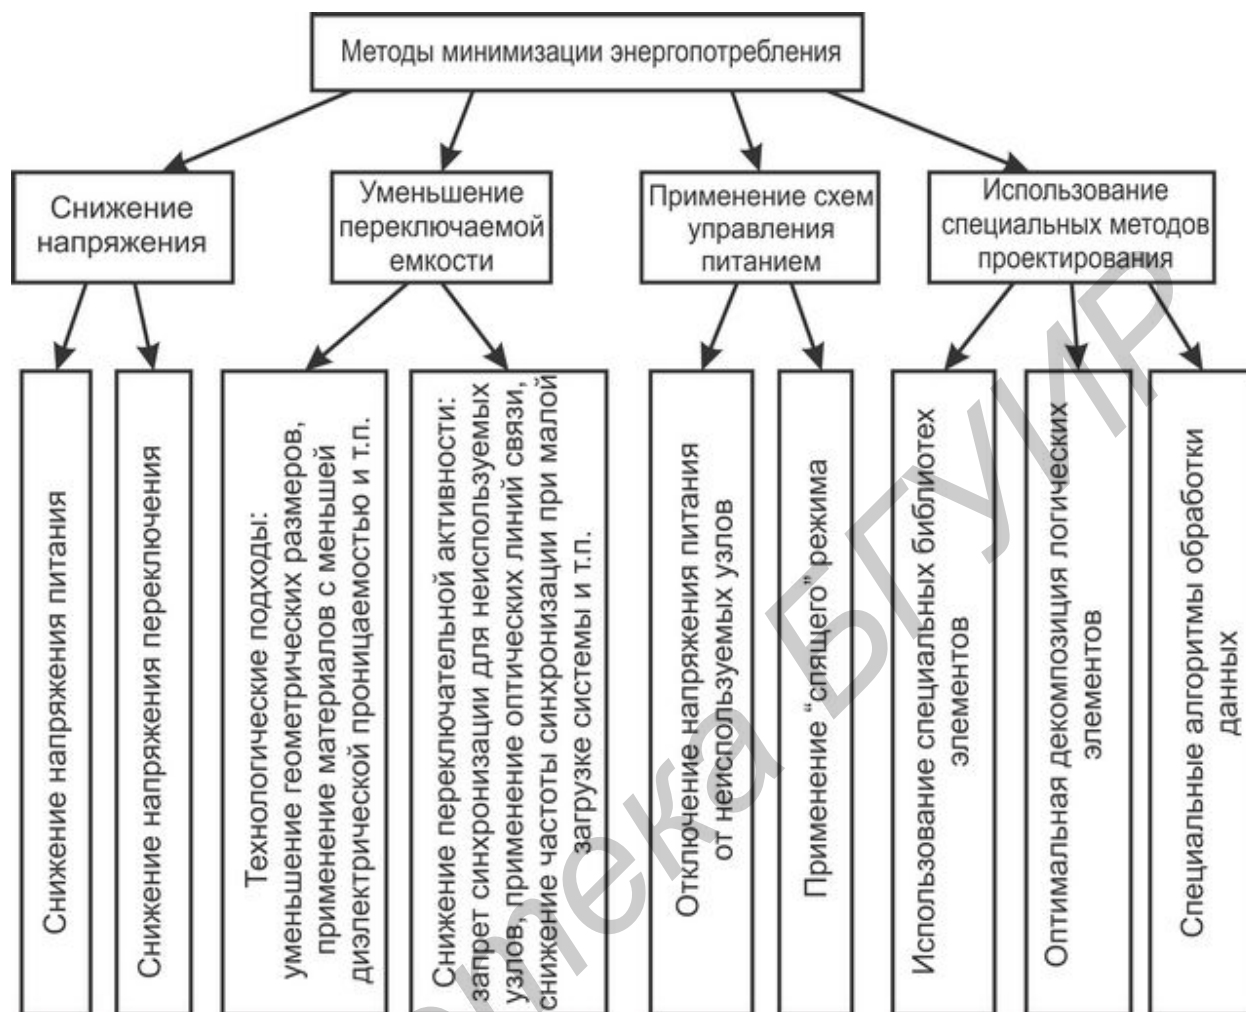 Методы минимизации энергопотребления
Снижение
напряжения
Уменьшение
переключаемой
емкости
Применение схем
управления
питанием
Использование
специальных методов
проектирования
Снижение напряжения питания
Снижение напряжения переключения
Технологические подходы:
уменьшение геометрических размеров,
применение материалов с меньшей
диэлектрической проницаемостью и т.п.
Снижение переключательной активности:
запрет синхронизации для неиспользуемых
узлов, применение оптических линий связи,
снижение частоты синхронизации при малой
загрузке системы и т.п.
Отключение напряжения питания
от неиспользуемых узлов
Применение “спящего” режима
Использование специальных библиотех
элементов
Оптимальная декомпозиция логических
элементов
Специальные алгоритмы обработки
данных
тека БГУИР